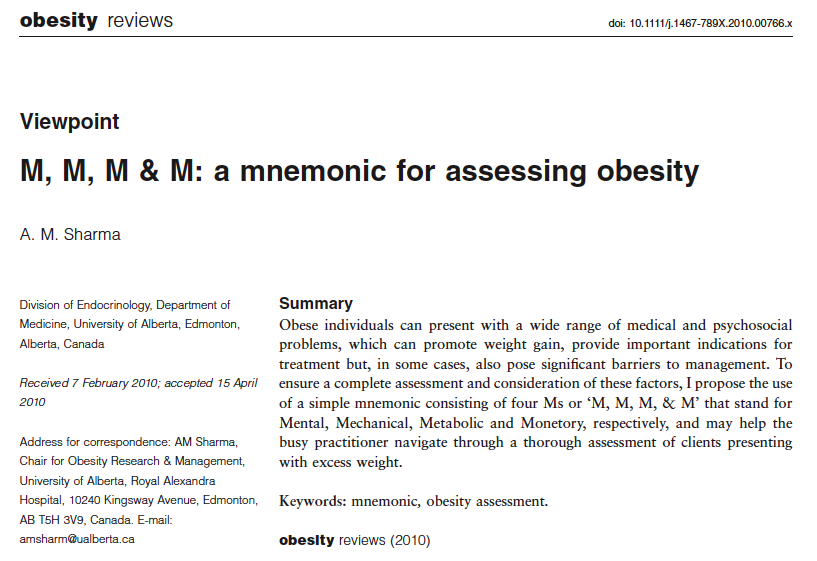 obesity reviews
doi: 10.1111/j.1467-789X.2010.00766.x
Viewpoint
M, M, M & M: a mnemonic for assessing obesity
A. M. Sharma
Division of Endocrinology, Department of
Medicine, University of Alberta, Edmonton,
Alberta, Canada
Received 7 February 2010; accepted 15 April
2010
Address for correspondence: AM Sharma,
Chair for Obesity Research & Management,
University of Alberta, Royal Alexandra
Hospital, 10240 Kingsway Avenue, Edmonton,
AB T5H 3V9, Canada. E-mail:
amsharm@ualberta.ca
Summary
Obese individuals can present with a wide range of medical and psychosocial
problems, which can promote weight gain, provide important indications for
treatment but, in some cases, also pose significant barriers to management. To
ensure a complete assessment and consideration of these factors, I propose the use
of a simple mnemonic consisting of four Ms or ‘M, M, M, & M’ that stand for
Mental, Mechanical, Metabolic and Monetory, respectively, and may help the
busy practitioner navigate through a thorough assessment of clients presenting
with excess weight.
Keywords: mnemonic, obesity assessment.
obesity reviews (2010)